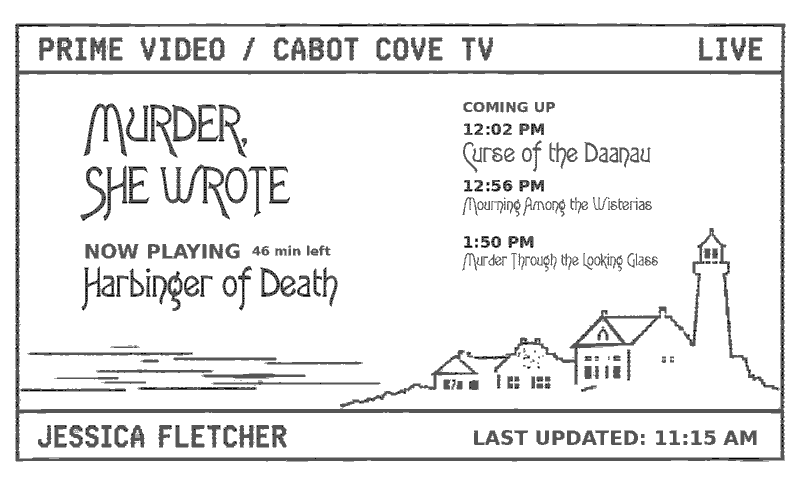 PRIME VIDEO / CABOT COVE TV
LIVE
MURDER,
SHE WROTE
NOW PLAYING 46 min left
Harbinger of Death
COMING UP
12:02 PM
Curse of the Daanau
12:56 PM
Mourning Among the Wisterias
1:50 PM
Murder Through the Looking Glass
JESSICA FLETCHER
LAST UPDATED: 11:15 AM